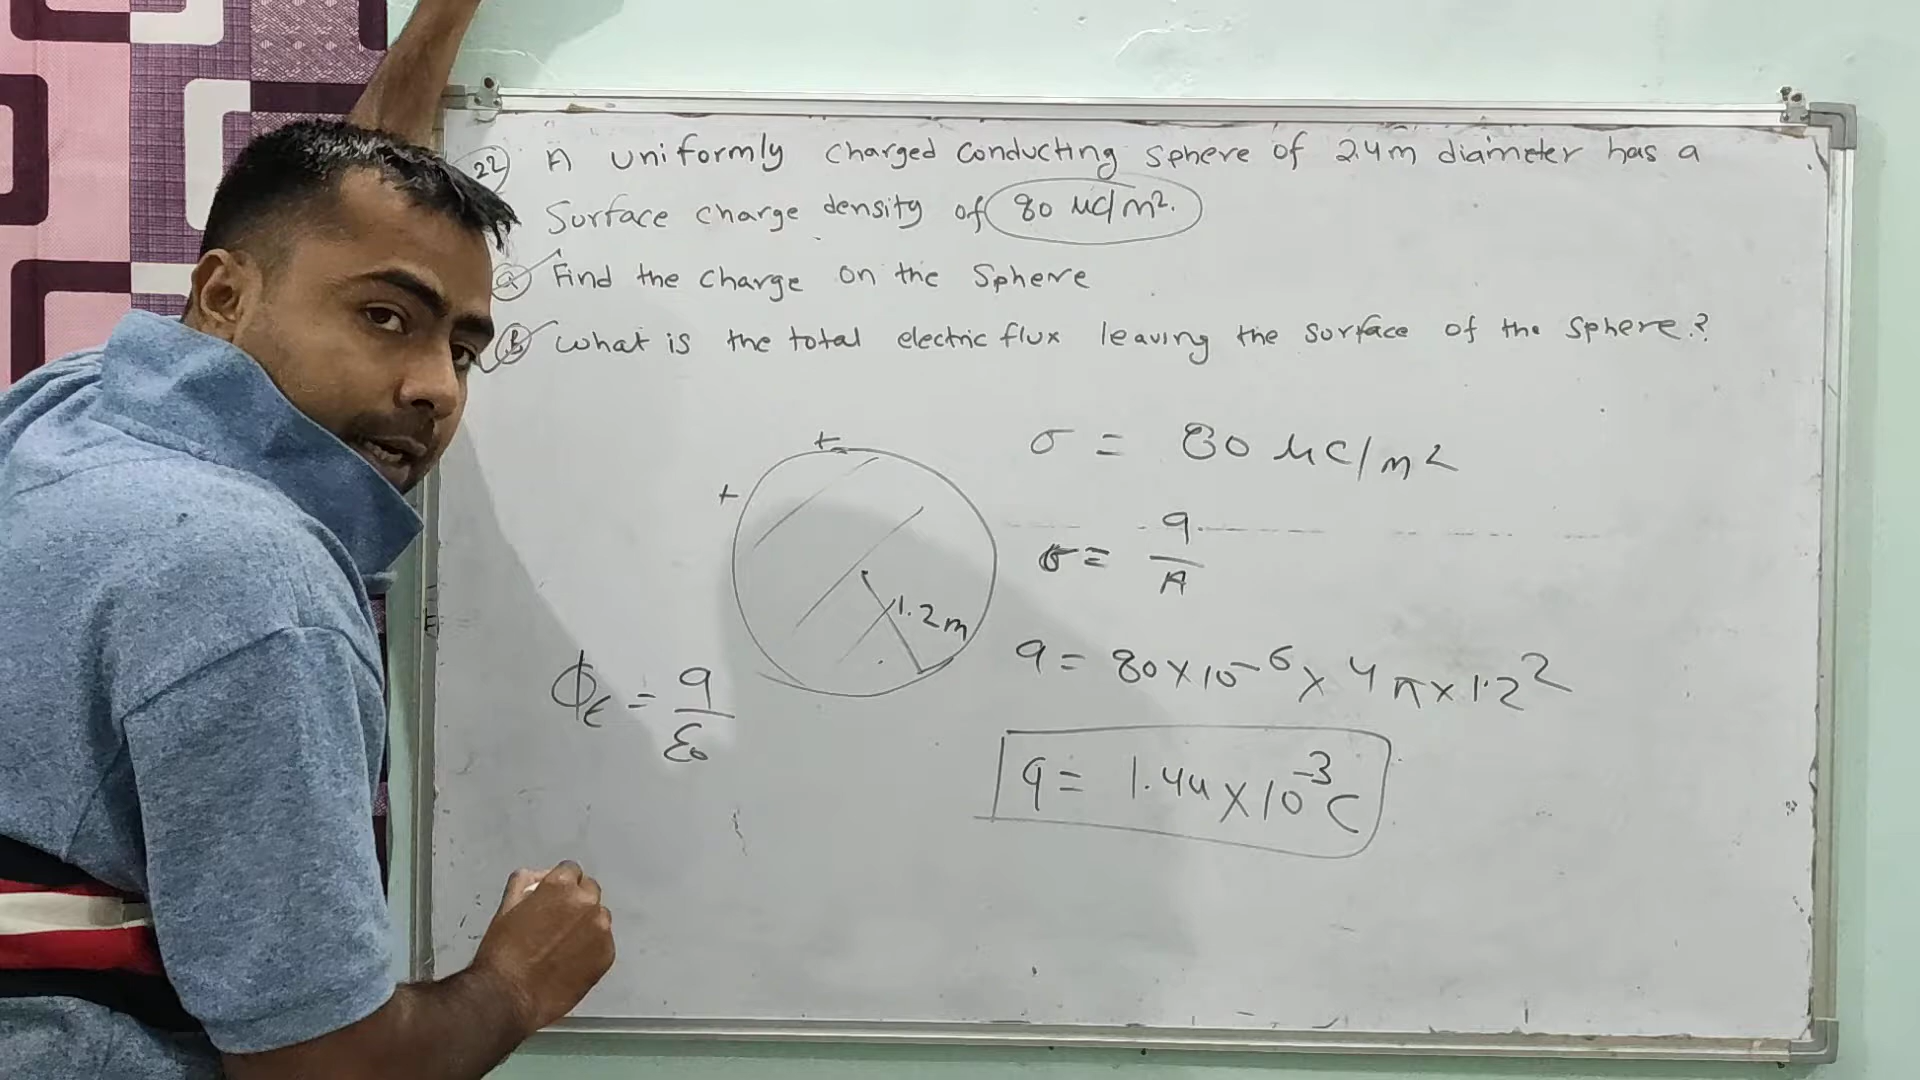 22 A uniformly charged conducting sphere of 2.4m diameter has a
Surface charge density of 80 μC/m².
a Find the charge on the Sphere
b What is the total electric flux leaving the surface of the sphere?
σ = 80 μC/m²
+
+
σ = q/A
1.2m
q = 80×10⁻⁶ × 4π×1.2²
ϕE = q/ε₀
q = 1.44×10⁻³C